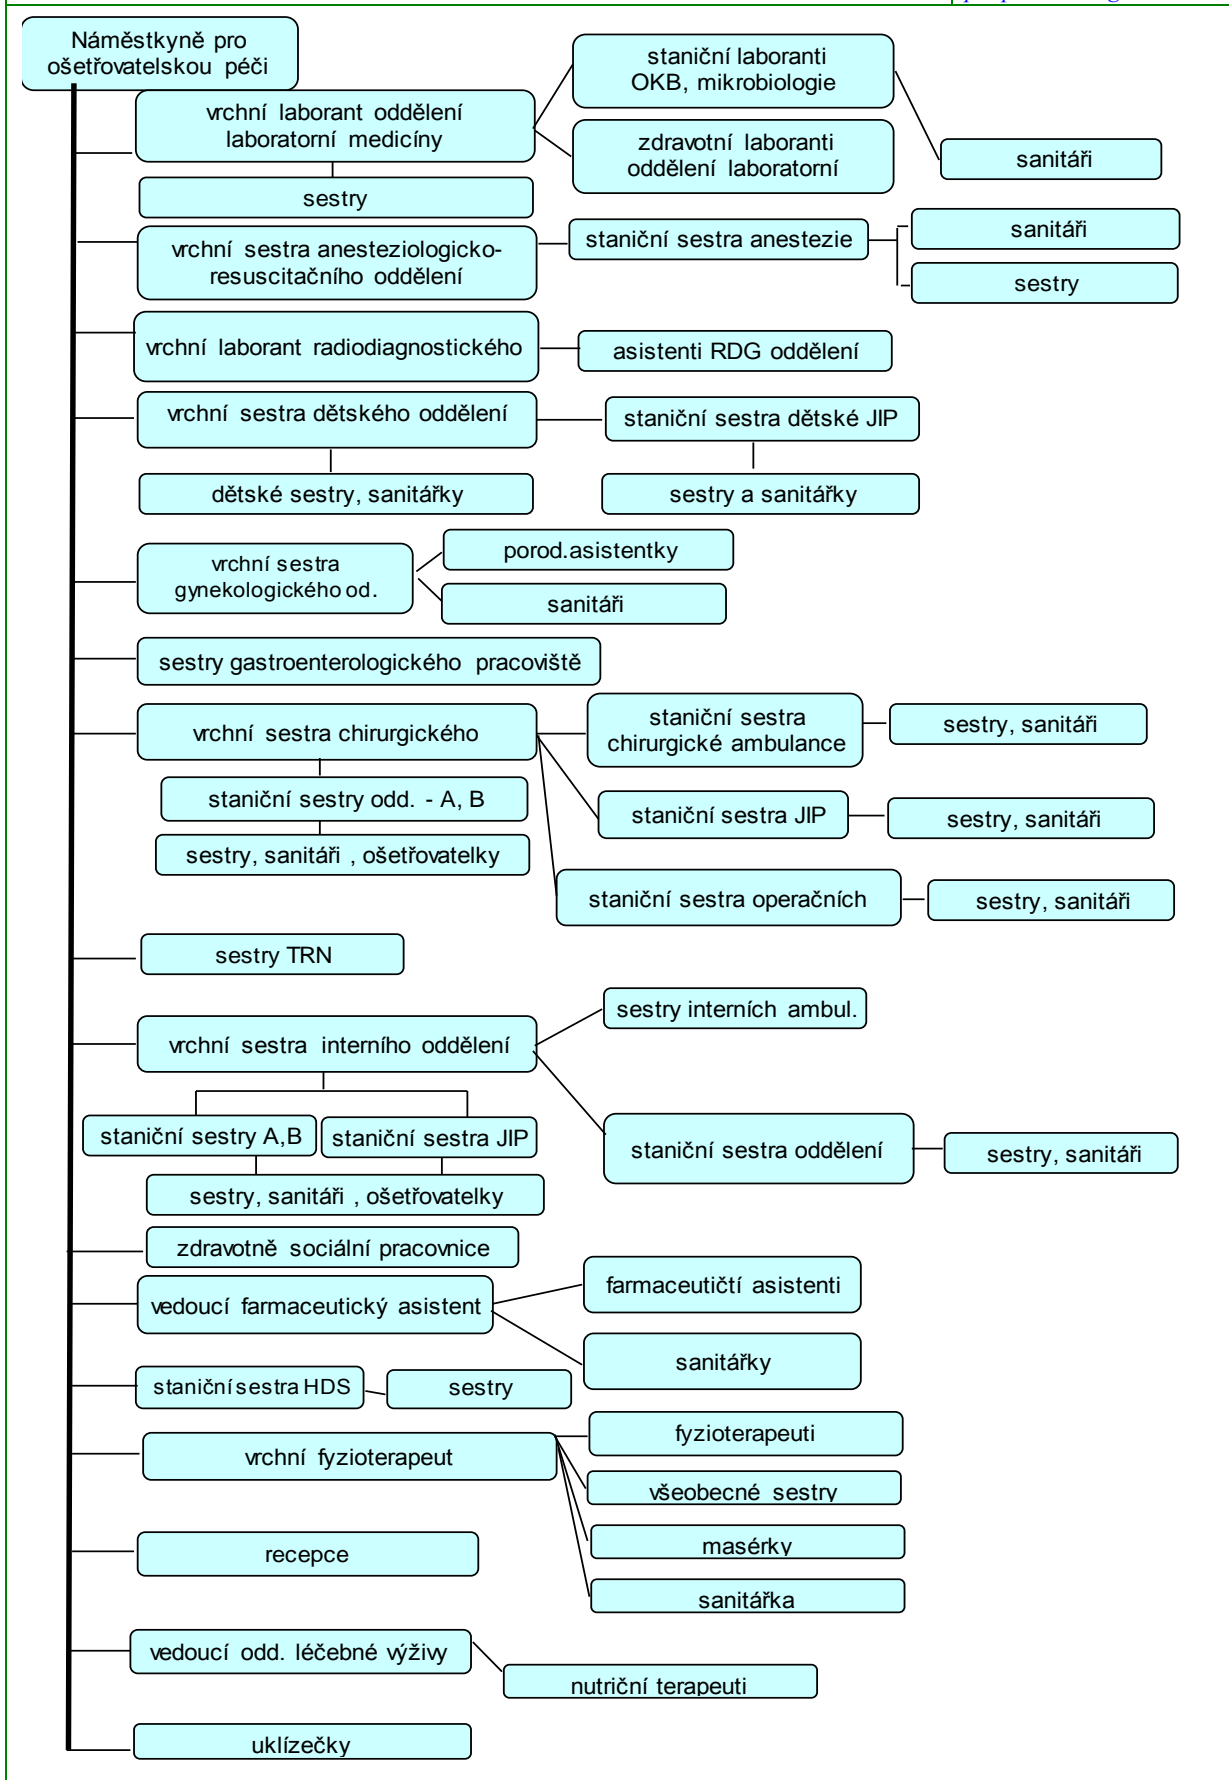 Náměstkyně pro
ošetřovatelskou péči
vrchní laborant oddělení
laboratorní medicíny
staniční laboranti
OKB, mikrobiologie
zdravotní laboranti
oddělení laboratorní
sanitáři
sestry
vrchní sestra anesteziologicko-
resuscitačního oddělení
staniční sestra anestezie
sanitáři
sestry
vrchní laborant radiodiagnostického
asistenti RDG oddělení
vrchní sestra dětského oddělení
staniční sestra dětské JIP
dětské sestry, sanitářky
sestry a sanitářky
vrchní sestra
gynekologického od.
porod.asistentky
sanitáři
sestry gastroenterologického pracoviště
vrchní sestra chirurgického
staniční sestra
chirurgické ambulance
sestry, sanitáři
staniční sestry odd. - A, B
staniční sestra JIP
sestry, sanitáři
sestry, sanitáři , ošetřovatelky
staniční sestra operačních
sestry, sanitáři
sestry TRN
sestry interních ambul.
vrchní sestra interního oddělení
staniční sestry A,B
staniční sestra JIP
staniční sestra oddělení
sestry, sanitáři
sestry, sanitáři , ošetřovatelky
zdravotně sociální pracovnice
vedoucí farmaceutický asistent
farmaceutičtí asistenti
sanitářky
staniční sestra HDS
sestry
vrchní fyzioterapeut
fyzioterapeuti
všeobecné sestry
masérky
sanitářka
recepce
vedoucí odd. léčebné výživy
nutriční terapeuti
uklízečky